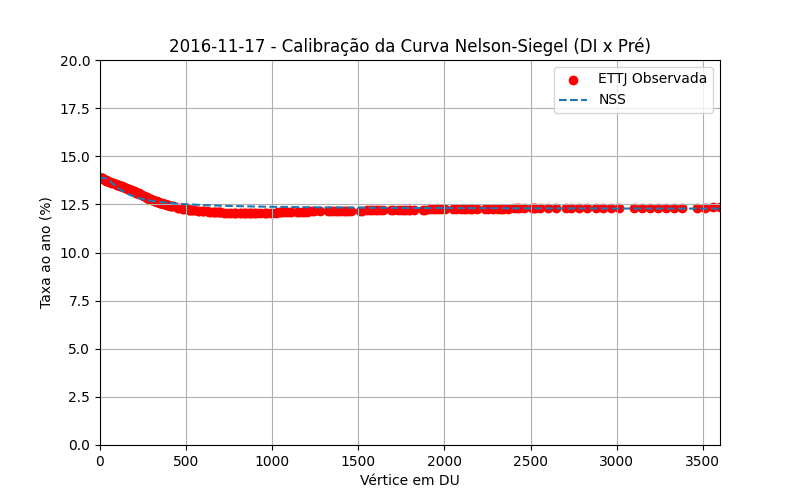 2016-11-17 - Calibração da Curva Nelson-Siegel (DI x Pré)
ETTJ Observada
NSS
Taxa ao ano (%)
20.0
17.5
15.0
12.5
10.0
7.5
5.0
2.5
0.0
0 500 1000 1500 2000 2500 3000 3500
Vértice em DU